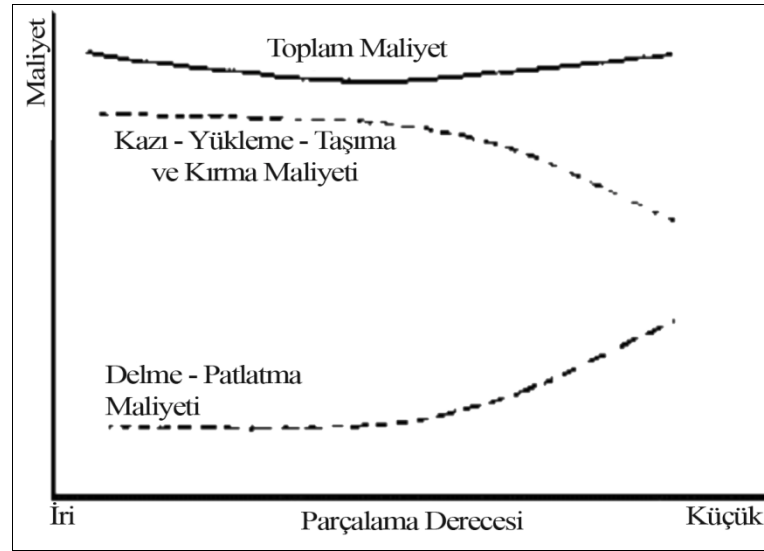 Maliyet
Toplam Maliyet
Kazı - Yükleme - Taşıma
ve Kırma Maliyeti
Delme - Patlatma
Maliyeti
İri
Parçalama Derecesi
Küçük